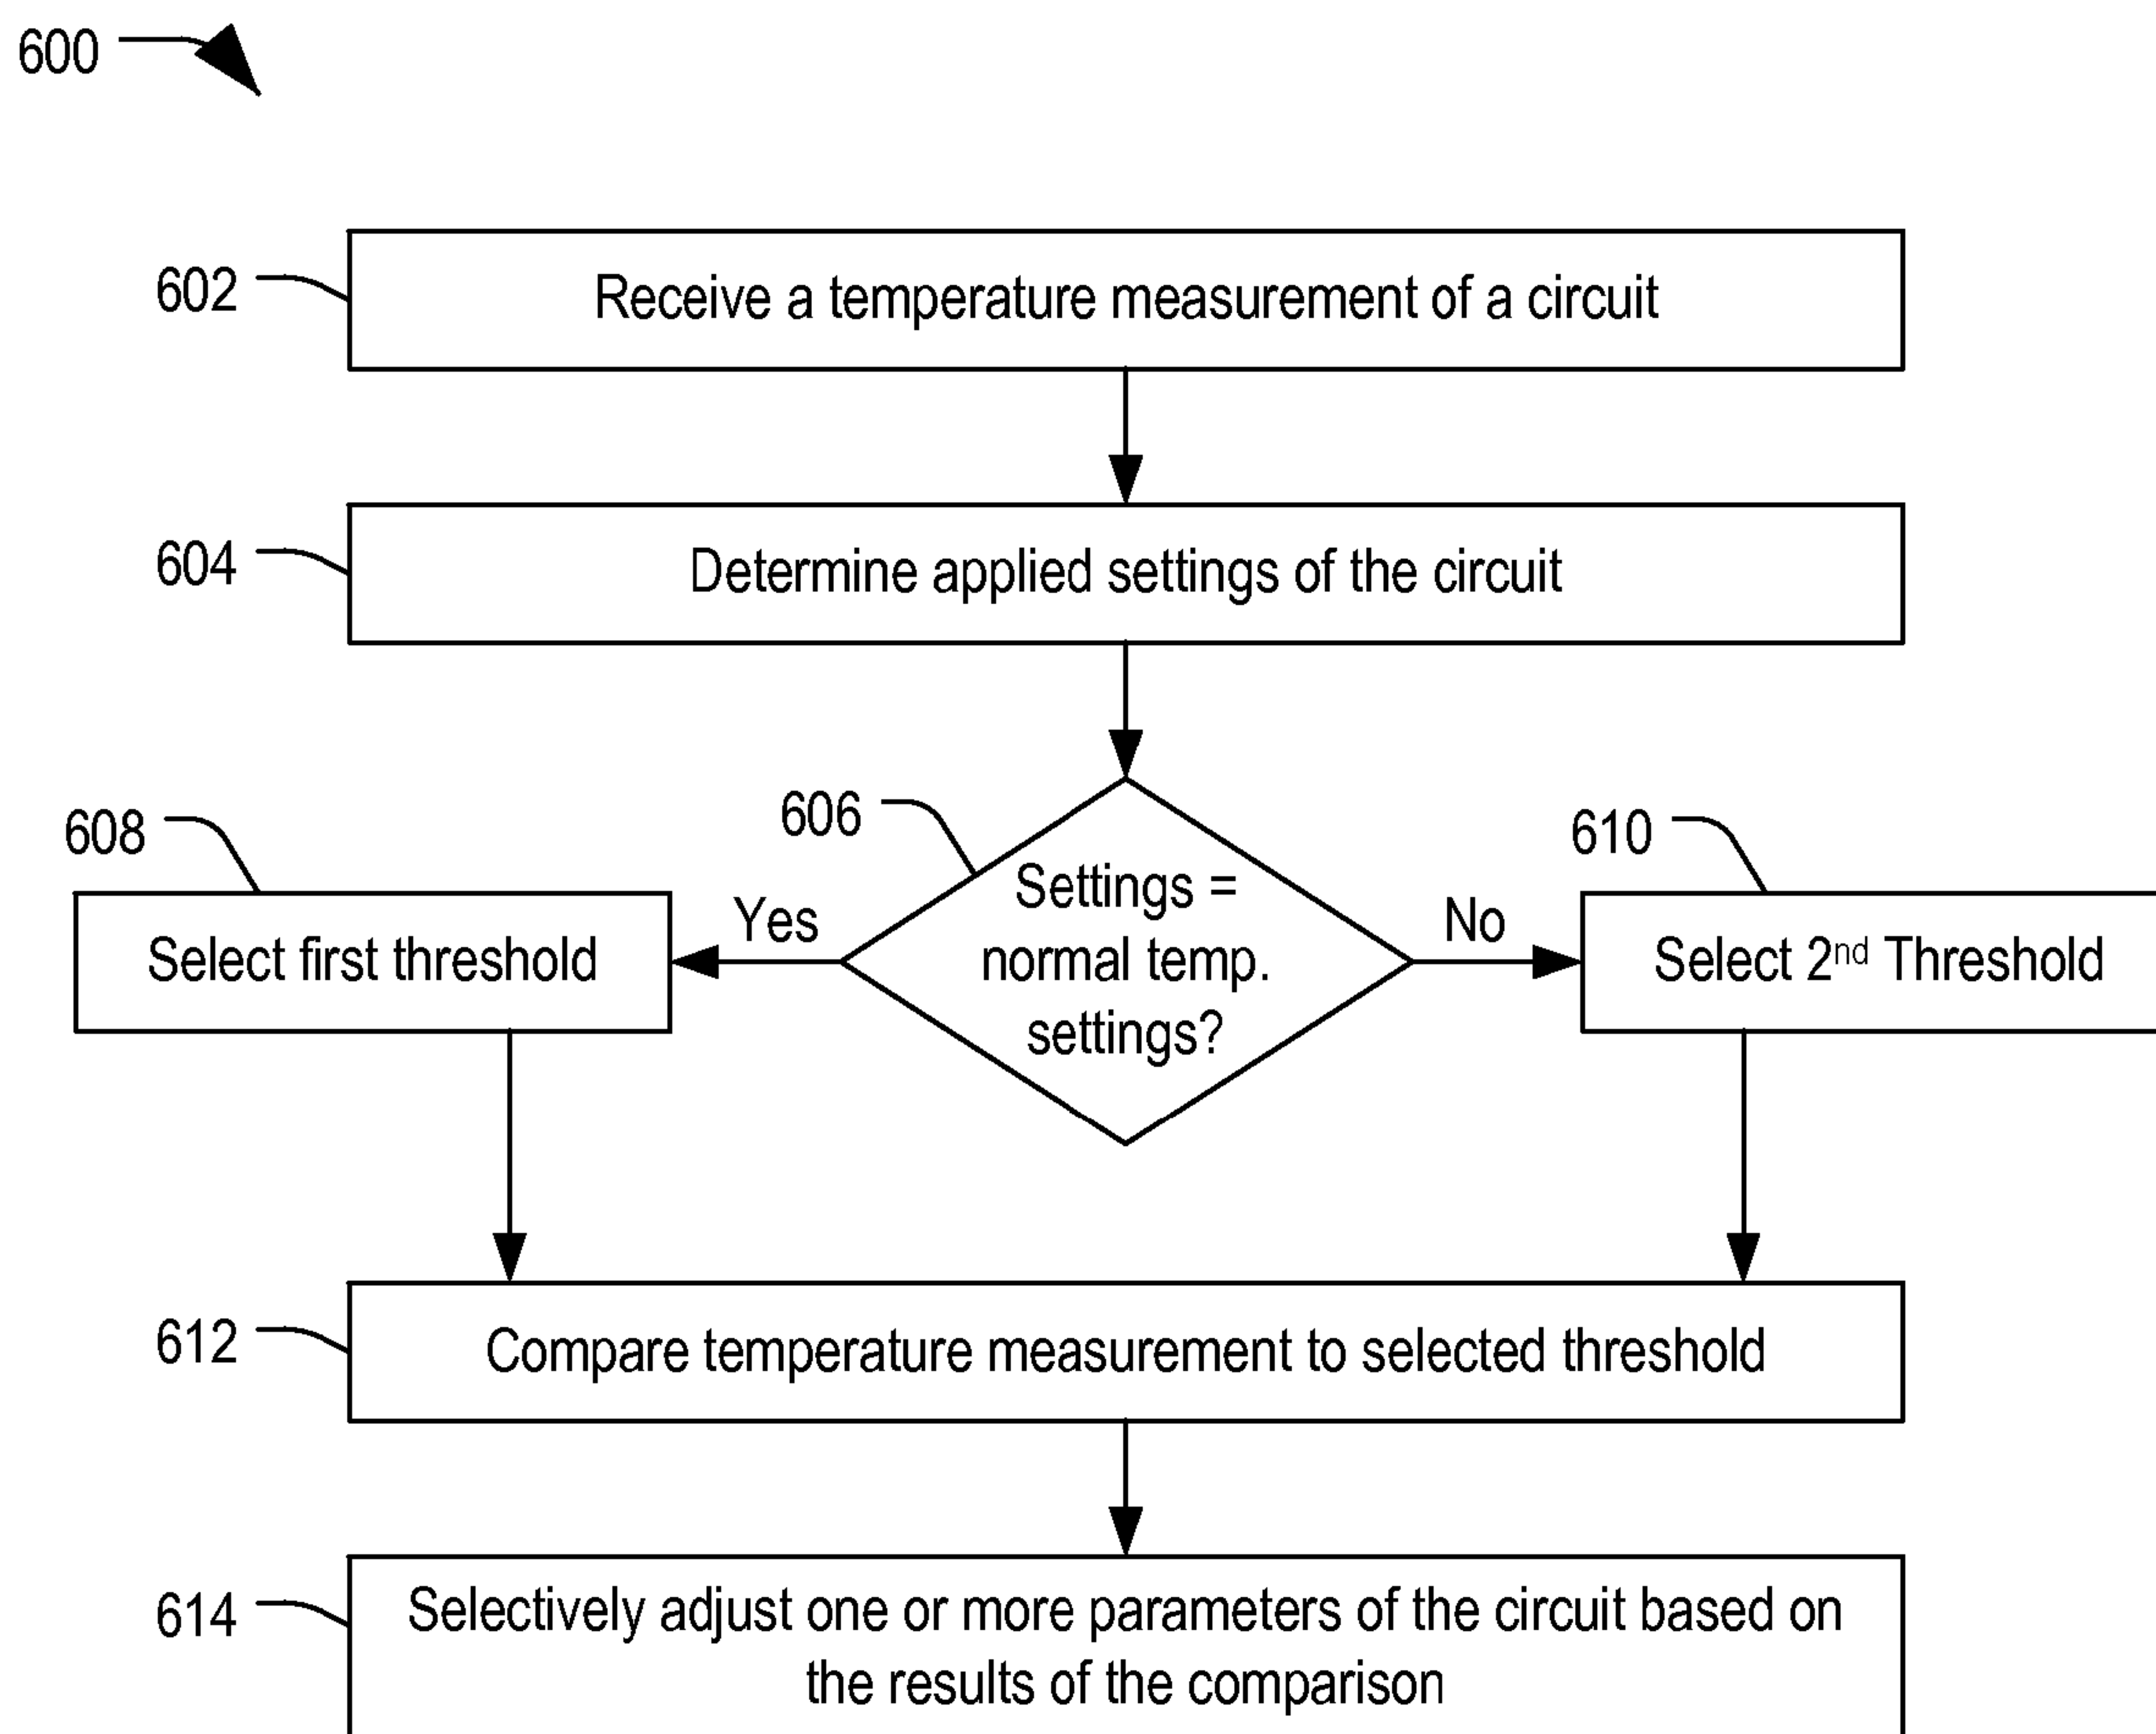 600
602
Receive a temperature measurement of a circuit
604
Determine applied settings of the circuit
606
Settings =
normal temp.
settings?
Yes
No
608
Select first threshold
610
Select 2nd Threshold
612
Compare temperature measurement to selected threshold
614
Selectively adjust one or more parameters of the circuit based on
the results of the comparison